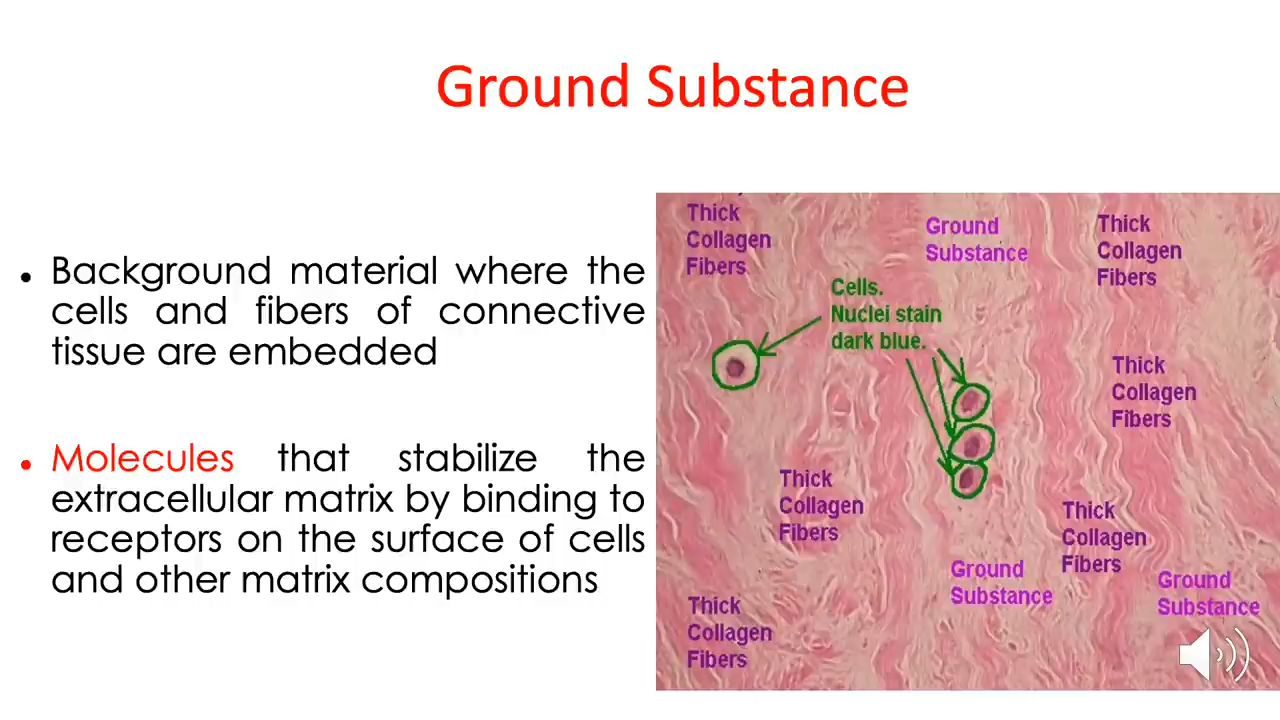 Ground Substance
• Background material where the
cells and fibers of connective
tissue are embedded
• Molecules that stabilize the
extracellular matrix by binding to
receptors on the surface of cells
and other matrix compositions
Thick
Collagen
Fibers
Ground
Substance
Thick
Collagen
Fibers
Cells.
Nuclei stain
dark blue.
Thick
Collagen
Fibers
Thick
Collagen
Fibers
Thick
Collagen
Fibers
Ground
Substance
Ground
Substance
Thick
Collagen
Fibers